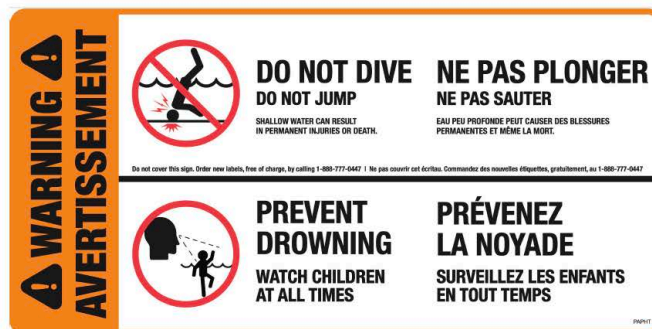 WARNING
AVERTISSEMENT
DO NOT DIVE
DO NOT JUMP
SHALLOW WATER CAN RESULT
IN PERMANENT INJURIES OR DEATH.
NE PAS PLONGER
NE PAS SAUTER
EAU PEU PROFONDE PEUT CAUSER DES BLESSURES
PERMANENTES ET MÊME LA MORT.
Do not cover this sign. Order new labels, free of charge, by calling 1-888-777-0447 | Ne pas couvrir cet écritau. Commandez des nouvelles étiquettes, gratuitement, au 1-888-777-0447
PREVENT
DROWNING
WATCH CHILDREN
AT ALL TIMES
PRÉVENEZ
LA NOYADE
SURVEILLEZ LES ENFANTS
EN TOUT TEMPS
PAPHT